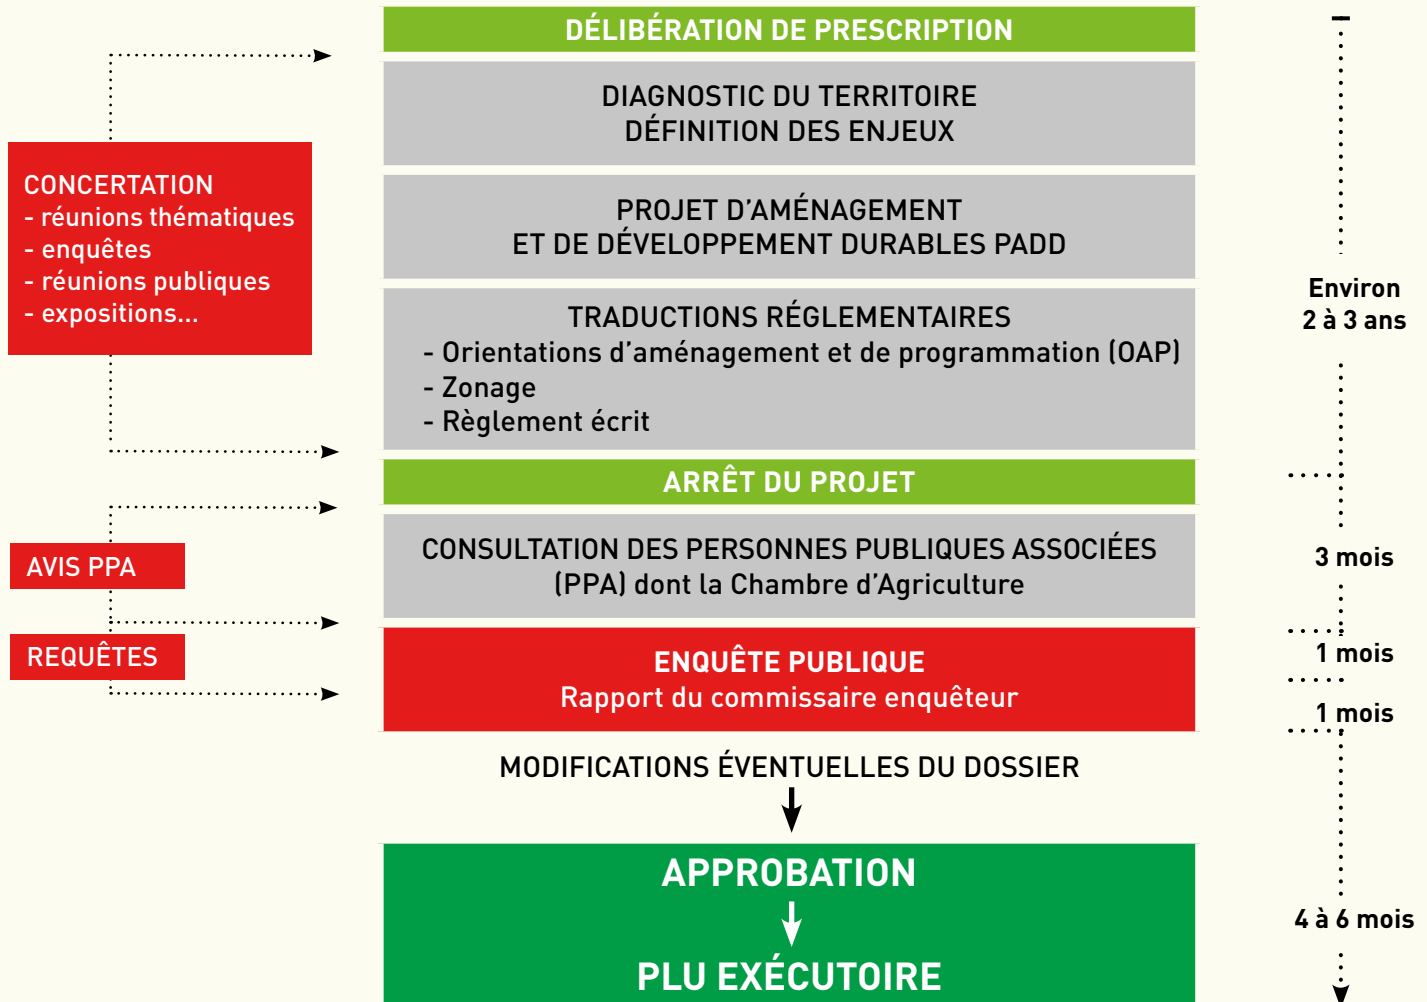 DÉLIBÉRATION DE PRESCRIPTION
DIAGNOSTIC DU TERRITOIRE
DÉFINITION DES ENJEUX
CONCERTATION
- réunions thématiques
- enquêtes
- réunions publiques
- expositions...
PROJET D’AMÉNAGEMENT
ET DE DÉVELOPPEMENT DURABLES PADD
TRADUCTIONS RÉGLEMENTAIRES
- Orientations d’aménagement et de programmation (OAP)
- Zonage
- Règlement écrit
Environ
2 à 3 ans
ARRÊT DU PROJET
AVIS PPA
CONSULTATION DES PERSONNES PUBLIQUES ASSOCIÉES
(PPA) dont la Chambre d’Agriculture
3 mois
REQUÊTES
ENQUÊTE PUBLIQUE
Rapport du commissaire enquêteur
1 mois
1 mois
MODIFICATIONS ÉVENTUELLES DU DOSSIER
APPROBATION
PLU EXÉCUTOIRE
4 à 6 mois